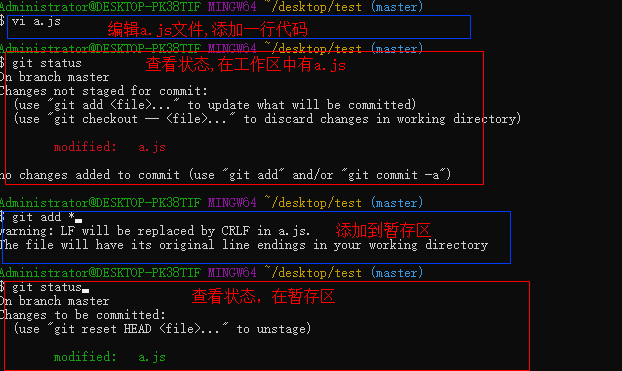 Administrator@DESKTOP-PK38TIF MINGW64 ~/desktop/test (master)
$ vi a.js
编辑a.js文件,添加一行代码
Administrator@DESKTOP-PK38TIF MINGW64 ~/desktop/test (master)
$ git status
查看状态,在工作区中有a.js
On branch master
Changes not staged for commit:
(use "git add <file>..." to update what will be committed)
(use "git checkout -- <file>..." to discard changes in working directory)
modified: a.js
no changes added to commit (use "git add" and/or "git commit -a")
Administrator@DESKTOP-PK38TIF MINGW64 ~/desktop/test (master)
$ git add *
warning: LF will be replaced by CRLF in a.js.
添加到暂存区
The file will have its original line endings in your working directory
Administrator@DESKTOP-PK38TIF MINGW64 ~/desktop/test (master)
$ git status
查看状态，在暂存区
On branch master
Changes to be committed:
(use "git reset HEAD <file>..." to unstage)
modified: a.js